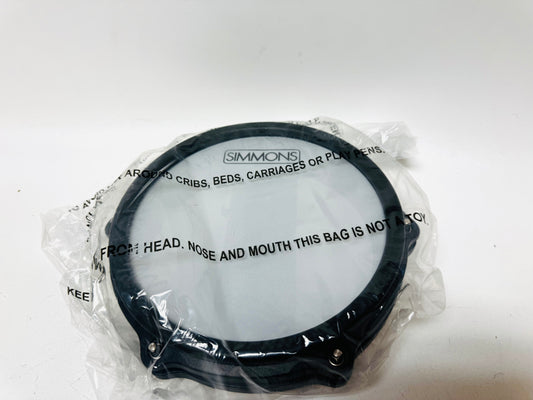 SIMMONS
AROUND CRIBS, BEDS, CARRIAGES OR PLAY PENS.
FROM HEAD, NOSE AND MOUTH THIS BAG IS NOT A TOY
KEE